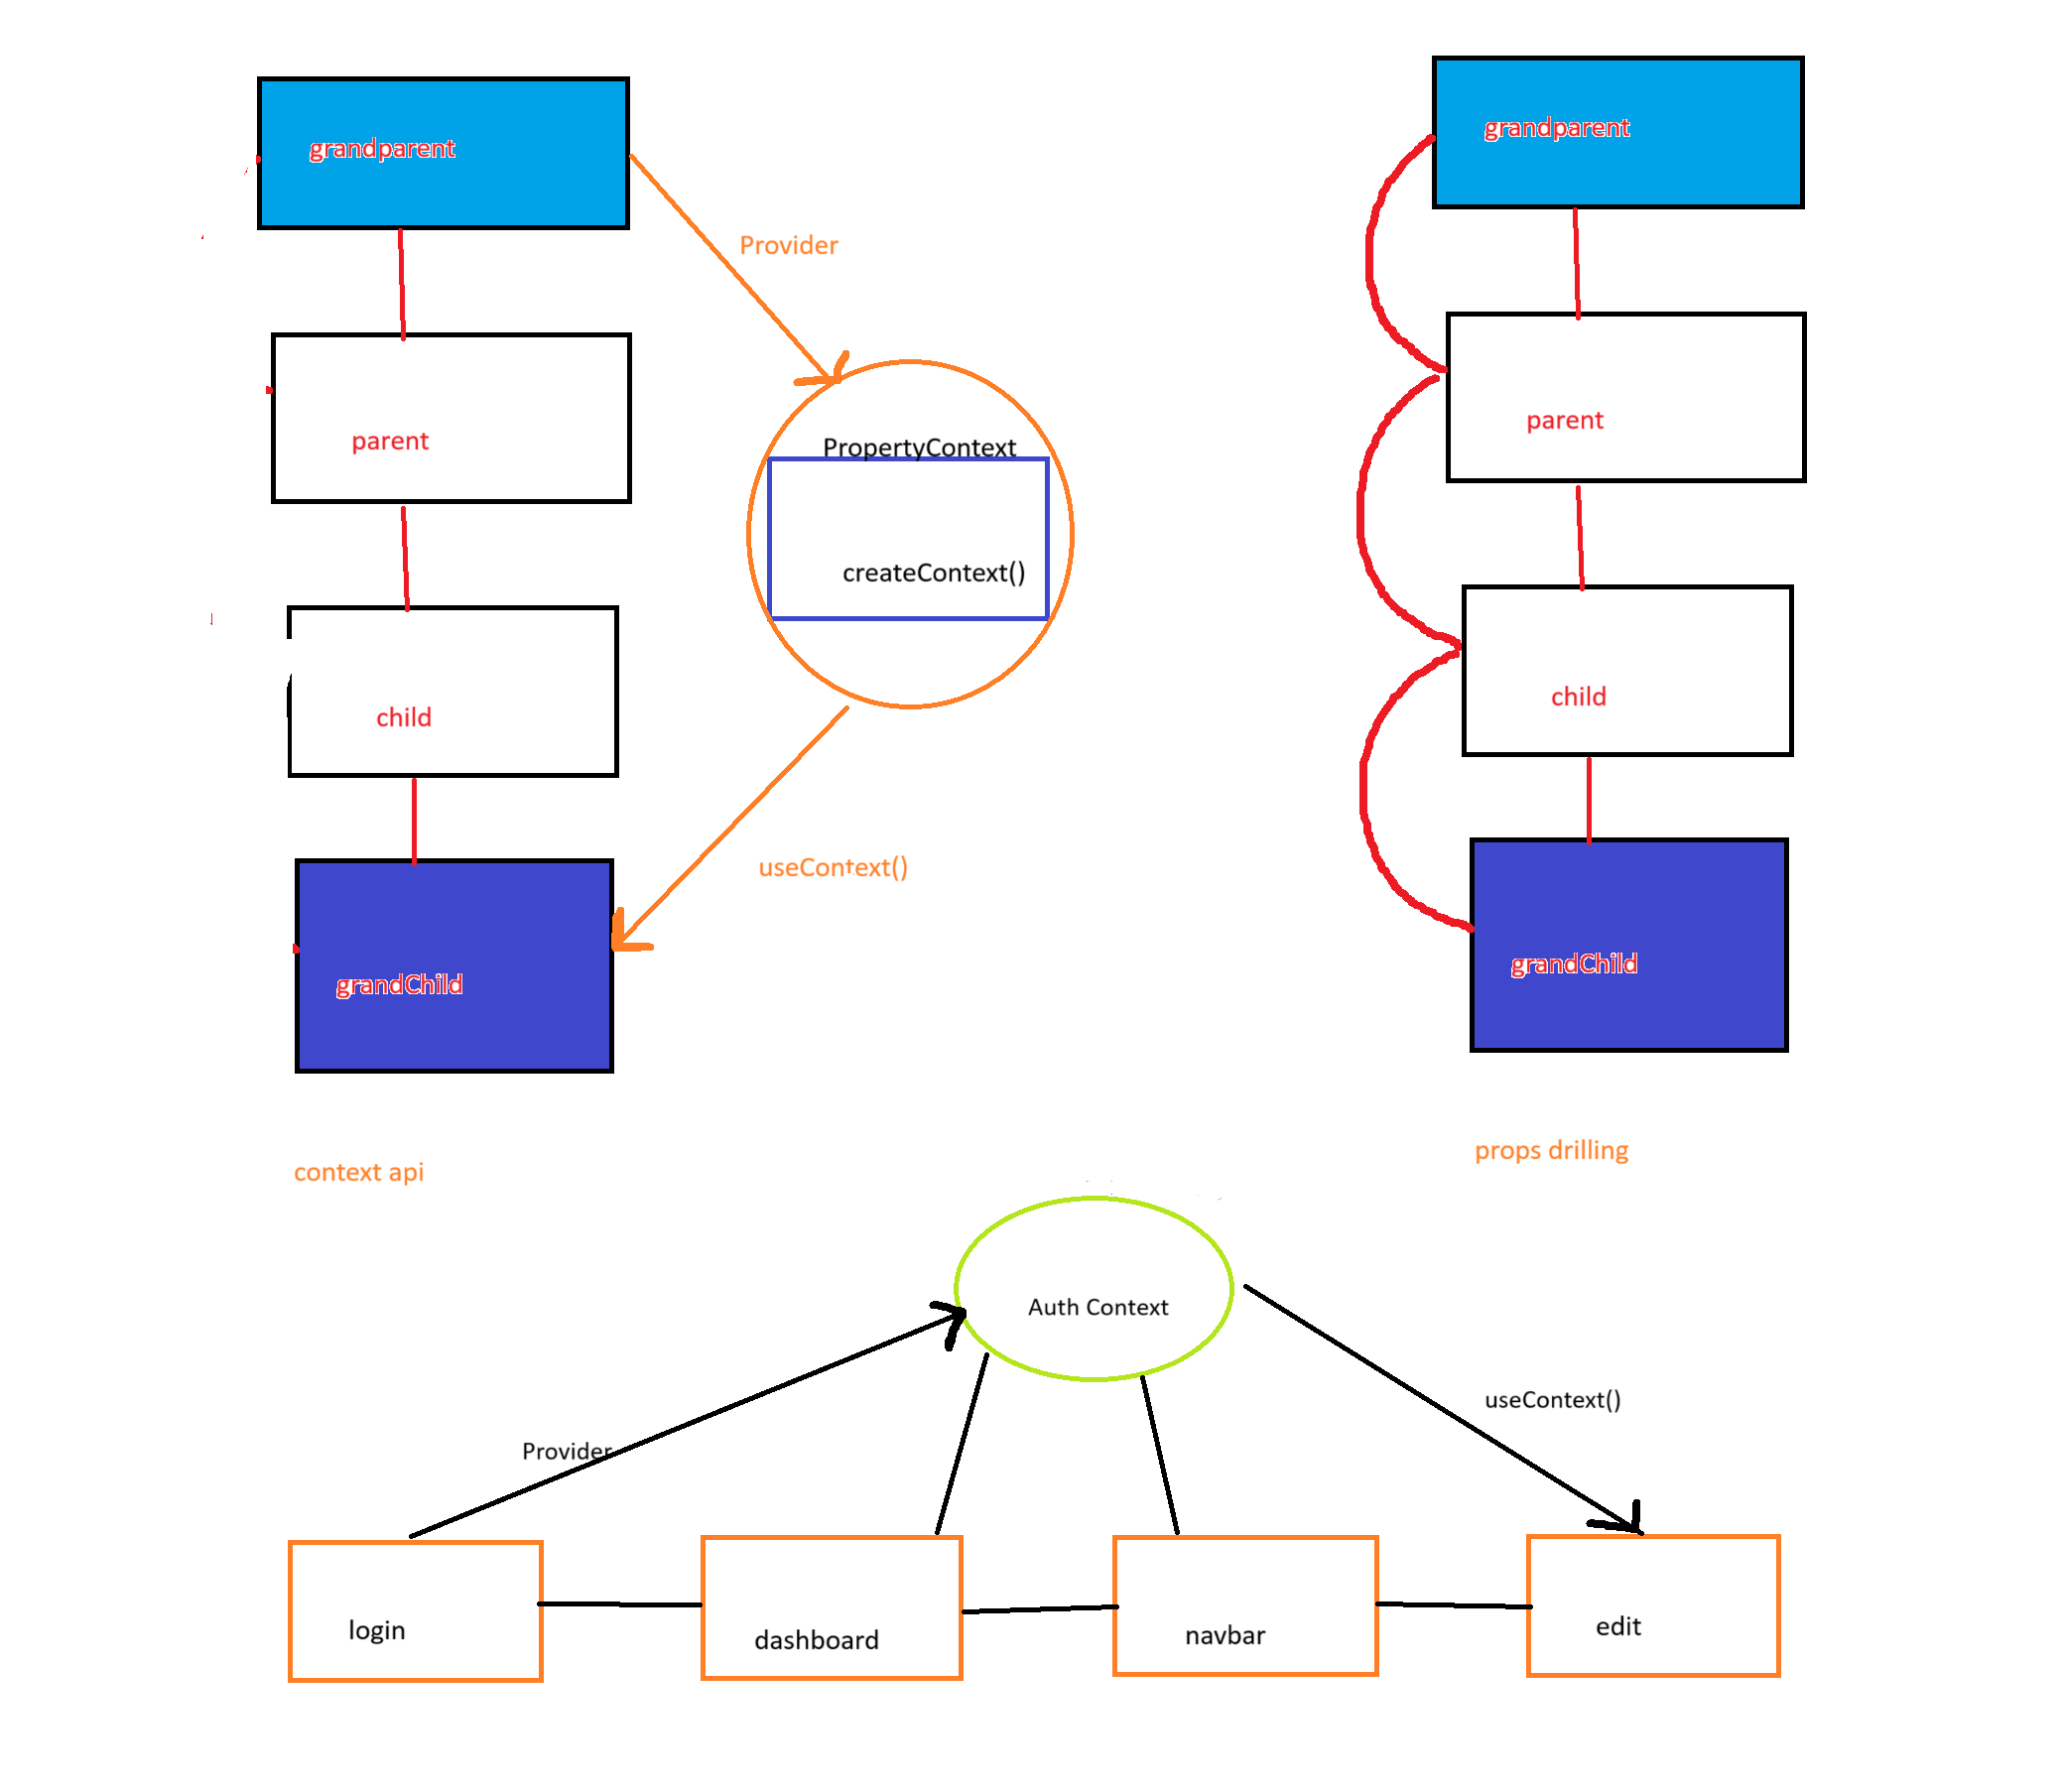 grandparent
Provider
parent
PropertyContext
createContext()
child
useContext()
grandChild
context api
grandparent
parent
child
grandChild
props drilling
Auth Context
Provider
useContext()
login
dashboard
navbar
edit